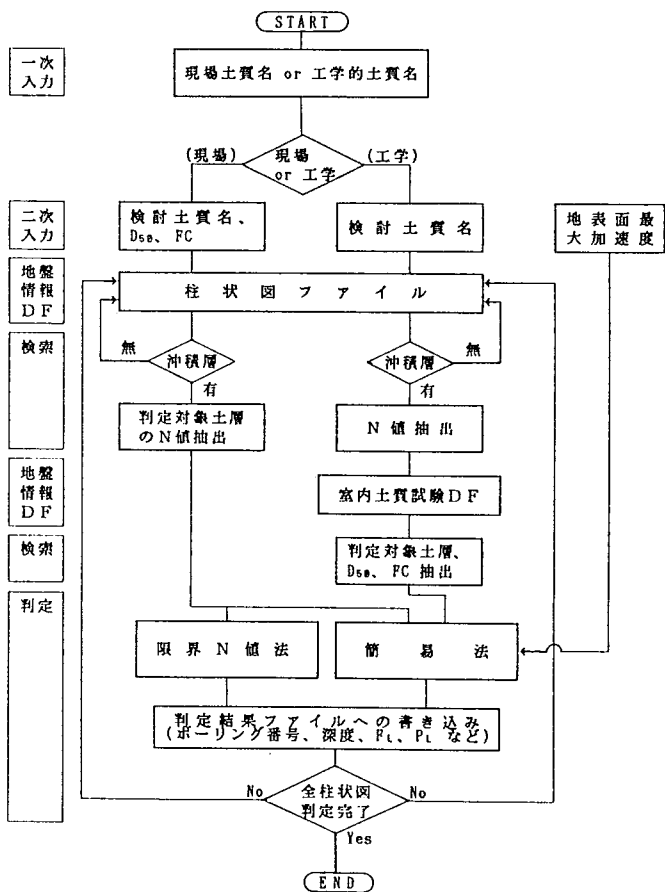 START
一次
入力
現場土質名 or 工学的土質名
(現場)
(工学)
現場
or 工学
二次
入力
検討土質名、
D₅₀、 FC
検討土質名
地表面最
大加速度
地盤
情報
DF
柱状図ファイル
検索
無
沖積層
沖積層
無
有
有
判定対象土層
のN値抽出
N値抽出
地盤
情報
DF
室内土質試験DF
検索
判定対象土層、
D₅₀、 FC 抽出
判定
限界N値法
簡易法
判定結果ファイルへの書き込み
(ボーリング番号、深度、FL、PL など)
No
全柱状図
判定完了
No
Yes
END